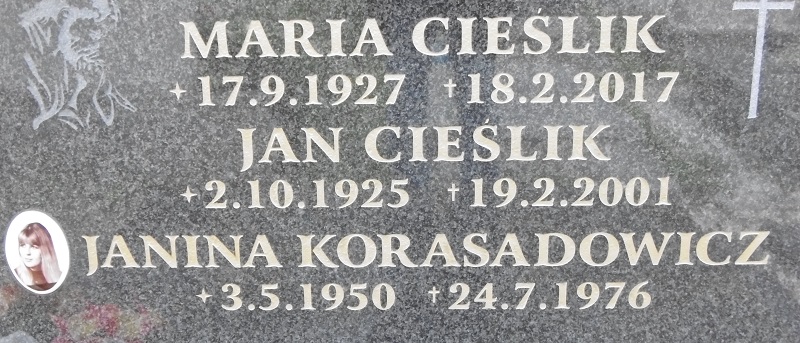 MARIA CIEŚLIK
+17.9.1927 †18.2.2017
JAN CIEŚLIK
+2.10.1925 †19.2.2001
JANINA KORASADOWICZ
+3.5.1950 †24.7.1976